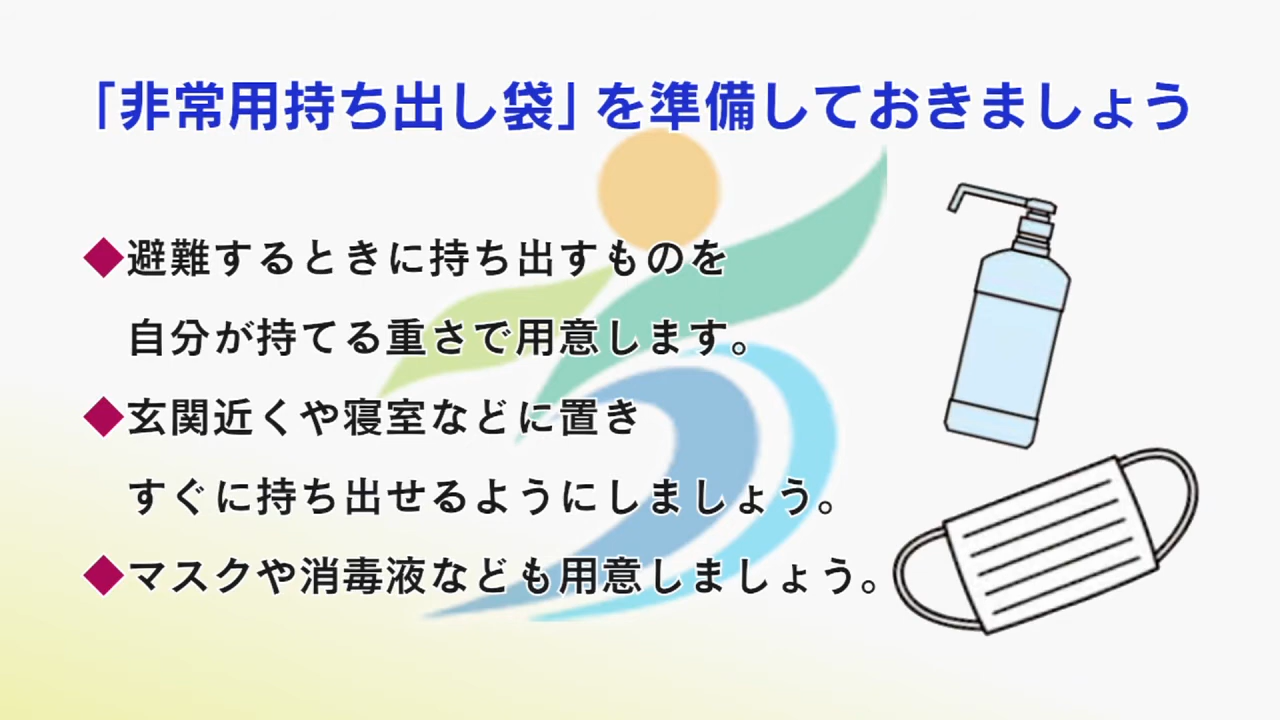 「非常用持ち出し袋」を準備しておきましょう
◆避難するときに持ち出すものを
自分が持てる重さで用意します。
◆玄関近くや寝室などに置き
すぐに持ち出せるようにしましょう。
◆マスクや消毒液なども用意しましょう。